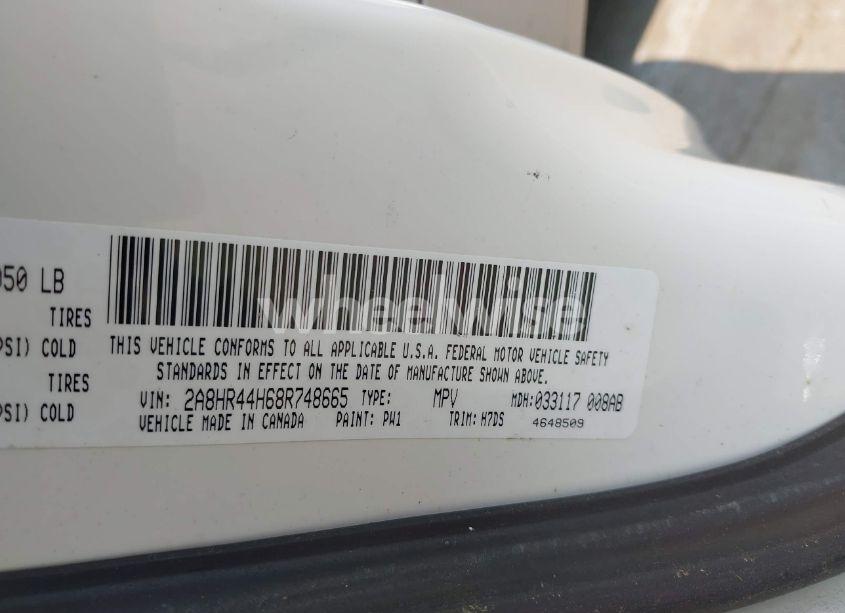 050 LB
TIRES
PSI) COLD
TIRES
PSI) COLD
wheelwise
THIS VEHICLE CONFORMS TO ALL APPLICABLE U.S.A. FEDERAL MOTOR VEHICLE SAFETY
STANDARDS IN EFFECT ON THE DATE OF MANUFACTURE SHOWN ABOVE.
VIN: 2A8HR44H68R748665 TYPE: MPV MDH:033117 008AB
VEHICLE MADE IN CANADA PAINT: PW1 TRIM: H7DS 4648509